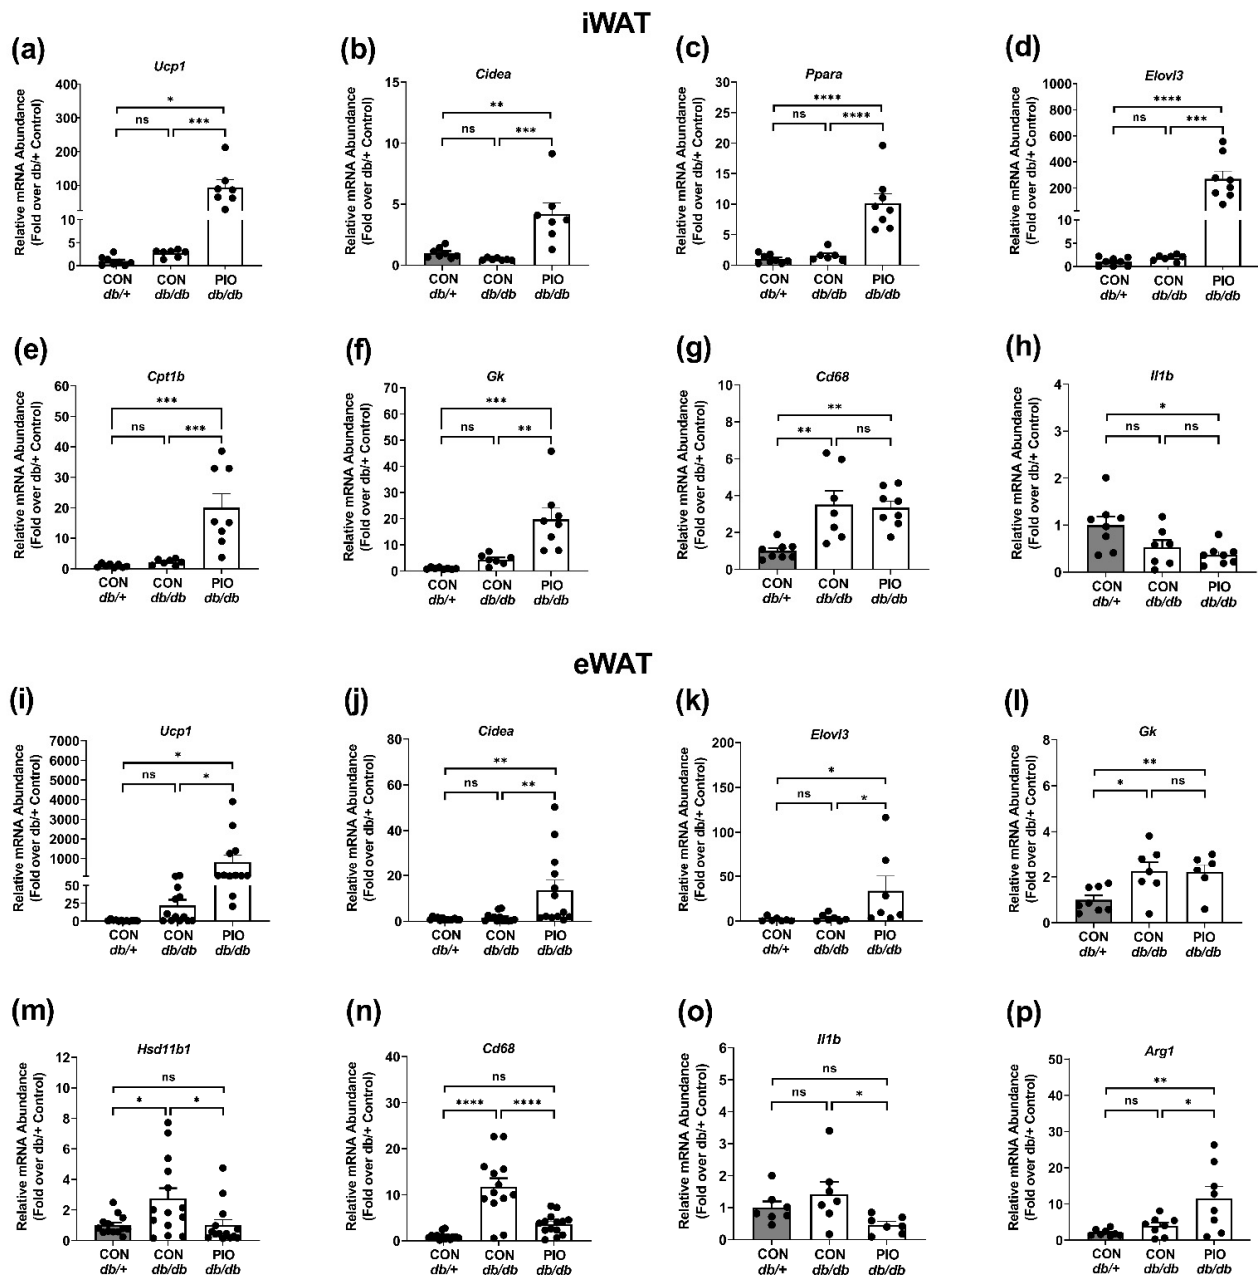 iWAT
(a)
Ucp1
Relative mRNA Abundance
(Fold over db/+ Control)
400
300
200
100
10
5
0
*
ns
***
CON CON PIO
db/+ db/db db/db
(b)
Cidea
Relative mRNA Abundance
(Fold over db/+ Control)
15
10
5
0
**
ns
***
CON CON PIO
db/+ db/db db/db
(c)
Ppara
Relative mRNA Abundance
(Fold over db/+ Control)
30
25
20
15
10
5
0
****
ns
****
CON CON PIO
db/+ db/db db/db
(d)
Elovl3
Relative mRNA Abundance
(Fold over db/+ Control)
1000
800
600
400
200
10
5
0
****
ns
***
CON CON PIO
db/+ db/db db/db
(e)
Cpt1b
Relative mRNA Abundance
(Fold over db/+ Control)
60
50
40
30
20
10
0
***
ns
***
CON CON PIO
db/+ db/db db/db
(f)
Gk
Relative mRNA Abundance
(Fold over db/+ Control)
70
60
50
40
30
20
10
0
***
ns
**
CON CON PIO
db/+ db/db db/db
(g)
Cd68
Relative mRNA Abundance
(Fold over db/+ Control)
10
8
6
4
2
0
**
**
ns
CON CON PIO
db/+ db/db db/db
(h)
Il1b
Relative mRNA Abundance
(Fold over db/+ Control)
4
3
2
1
0
*
ns
ns
CON CON PIO
db/+ db/db db/db
eWAT
(i)
Ucp1
Relative mRNA Abundance
(Fold over db/+ Control)
7000
6000
5000
4000
3000
2000
1000
50
25
0
*
ns
*
CON CON PIO
db/+ db/db db/db
(j)
Cidea
Relative mRNA Abundance
(Fold over db/+ Control)
80
60
40
20
0
**
ns
**
CON CON PIO
db/+ db/db db/db
(k)
Elovl3
Relative mRNA Abundance
(Fold over db/+ Control)
200
150
100
50
0
*
ns
*
CON CON PIO
db/+ db/db db/db
(l)
Gk
Relative mRNA Abundance
(Fold over db/+ Control)
8
6
4
2
0
**
*
ns
CON CON PIO
db/+ db/db db/db
(m)
Hsd11b1
Relative mRNA Abundance
(Fold over db/+ Control)
12
10
8
6
4
2
0
ns
*
*
CON CON PIO
db/+ db/db db/db
(n)
Cd68
Relative mRNA Abundance
(Fold over db/+ Control)
40
30
20
10
0
ns
****
****
CON CON PIO
db/+ db/db db/db
(o)
Il1b
Relative mRNA Abundance
(Fold over db/+ Control)
6
5
4
3
2
1
0
ns
ns
*
CON CON PIO
db/+ db/db db/db
(p)
Arg1
Relative mRNA Abundance
(Fold over db/+ Control)
50
40
30
20
10
0
**
ns
*
CON CON PIO
db/+ db/db db/db